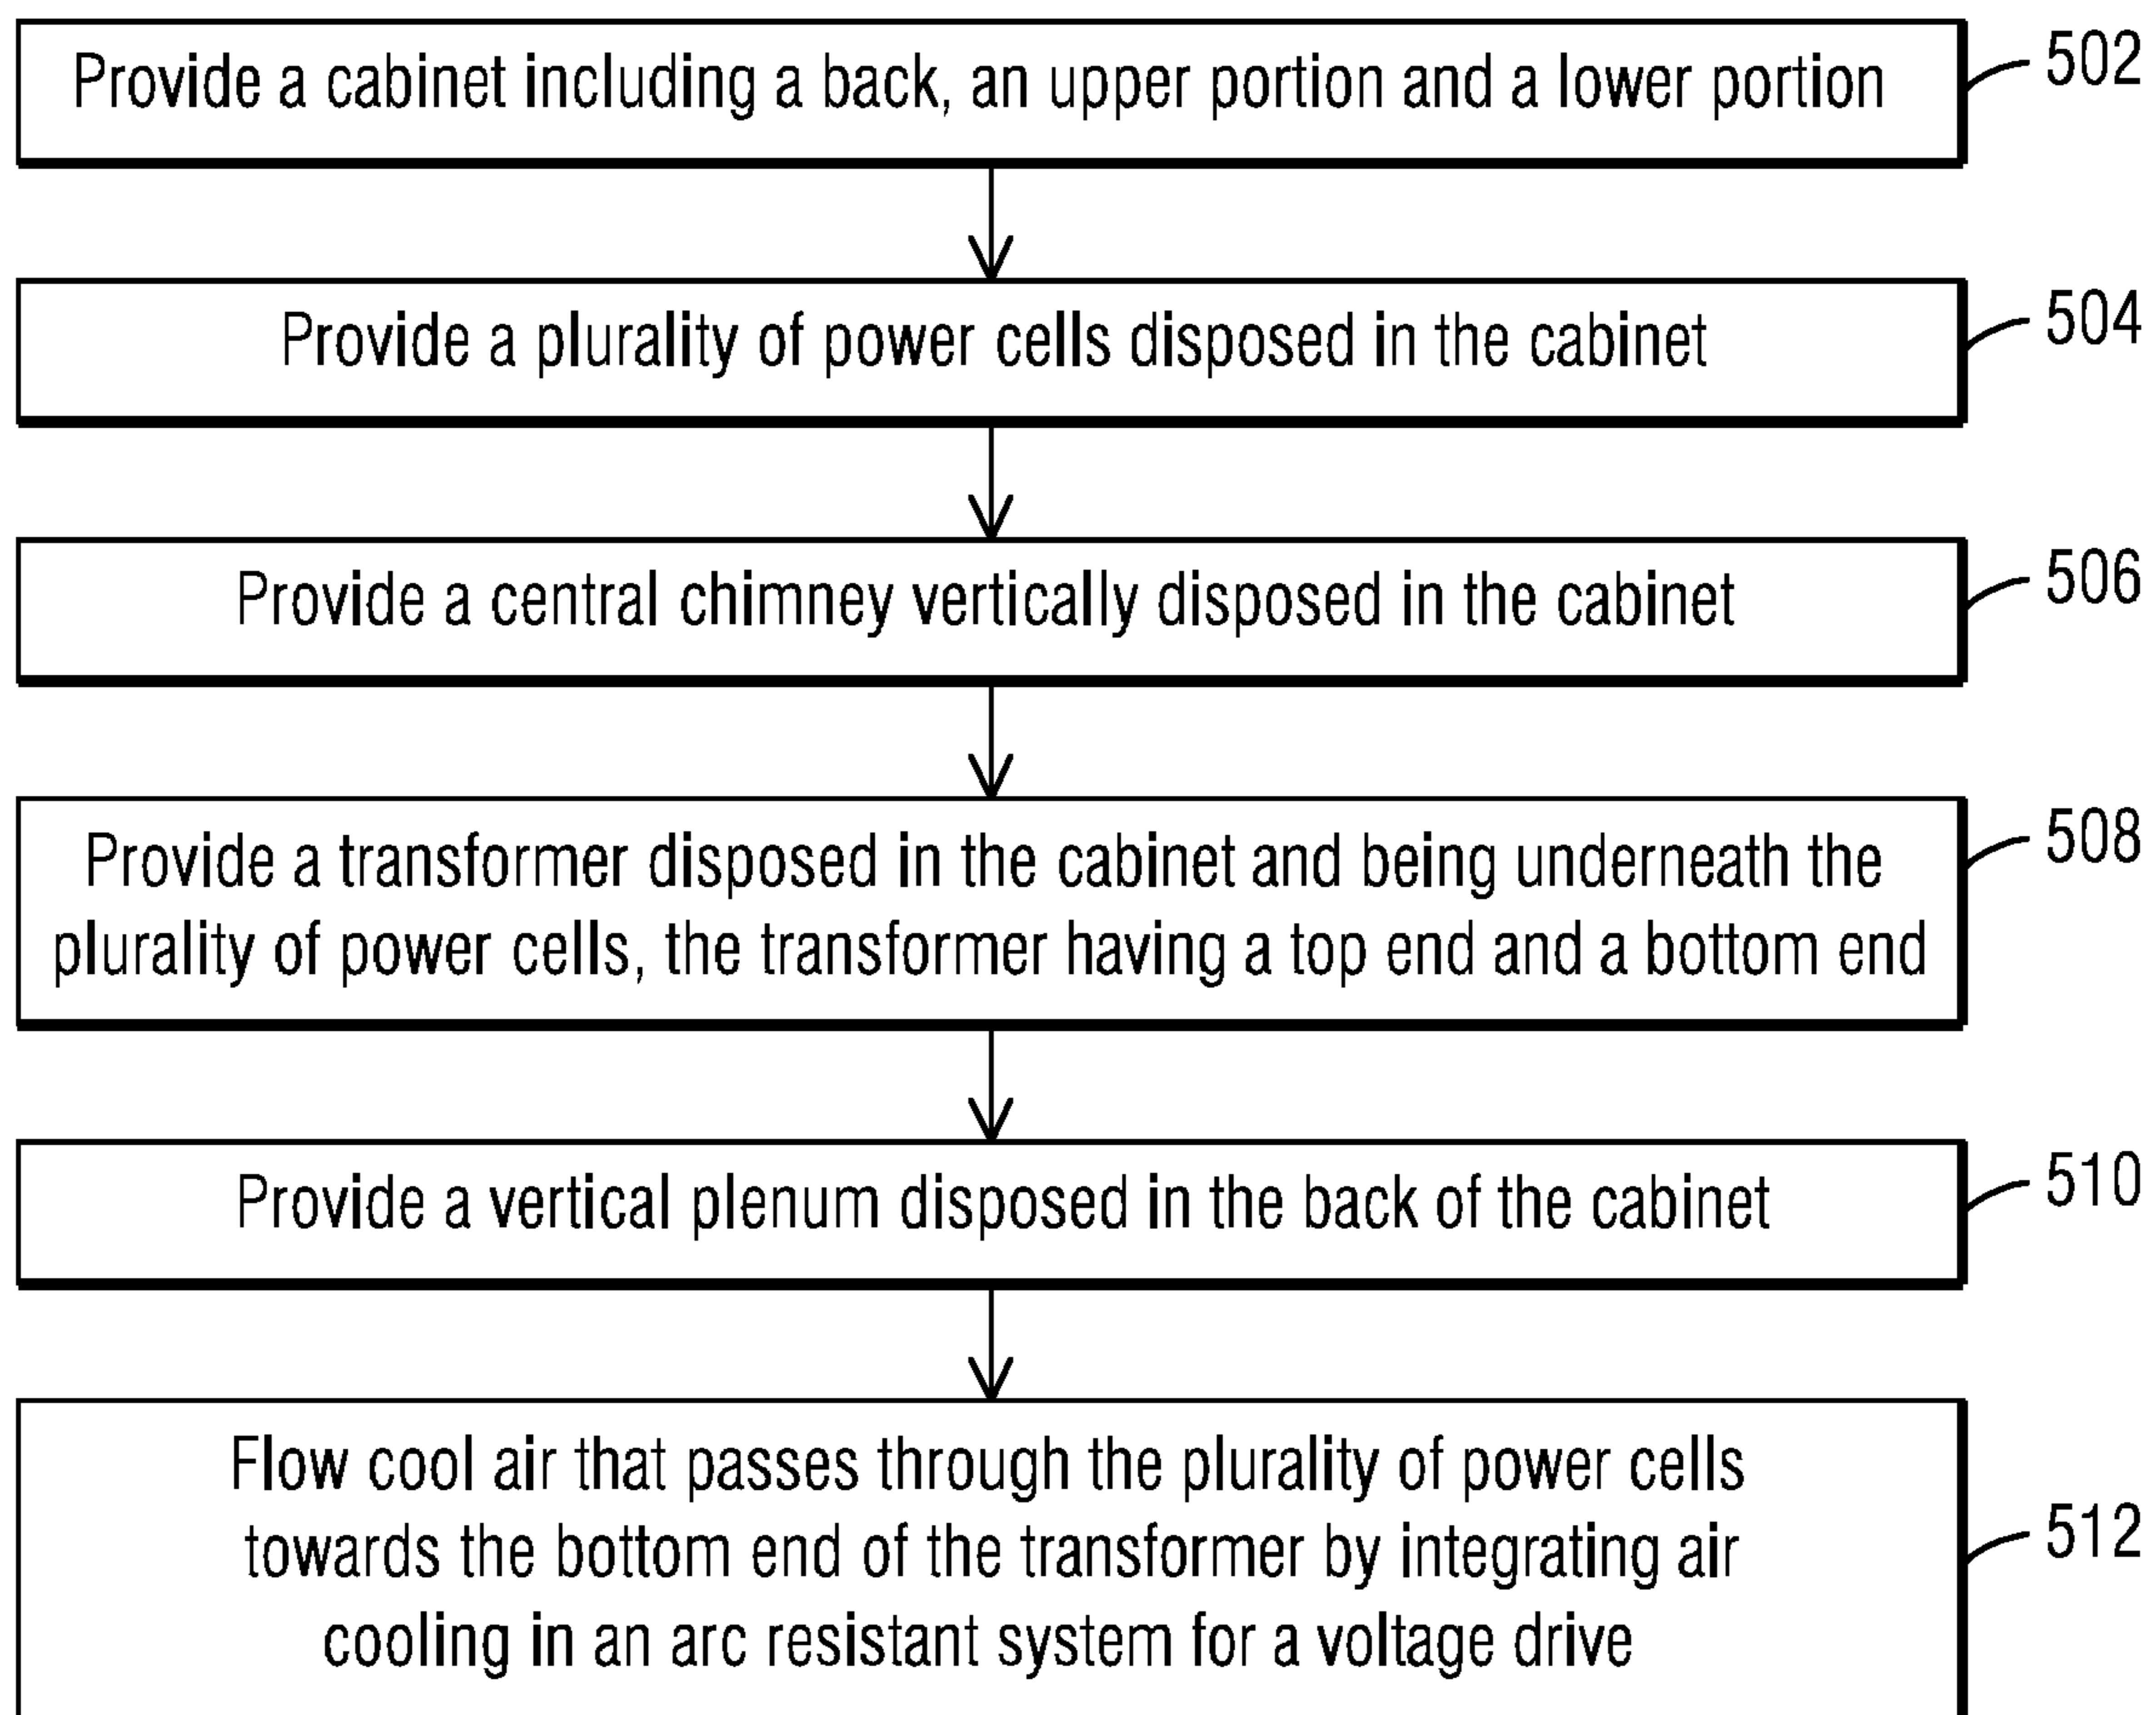 Provide a cabinet including a back, an upper portion and a lower portion
502
Provide a plurality of power cells disposed in the cabinet
504
Provide a central chimney vertically disposed in the cabinet
506
Provide a transformer disposed in the cabinet and being underneath the
plurality of power cells, the transformer having a top end and a bottom end
508
Provide a vertical plenum disposed in the back of the cabinet
510
Flow cool air that passes through the plurality of power cells
towards the bottom end of the transformer by integrating air
cooling in an arc resistant system for a voltage drive
512